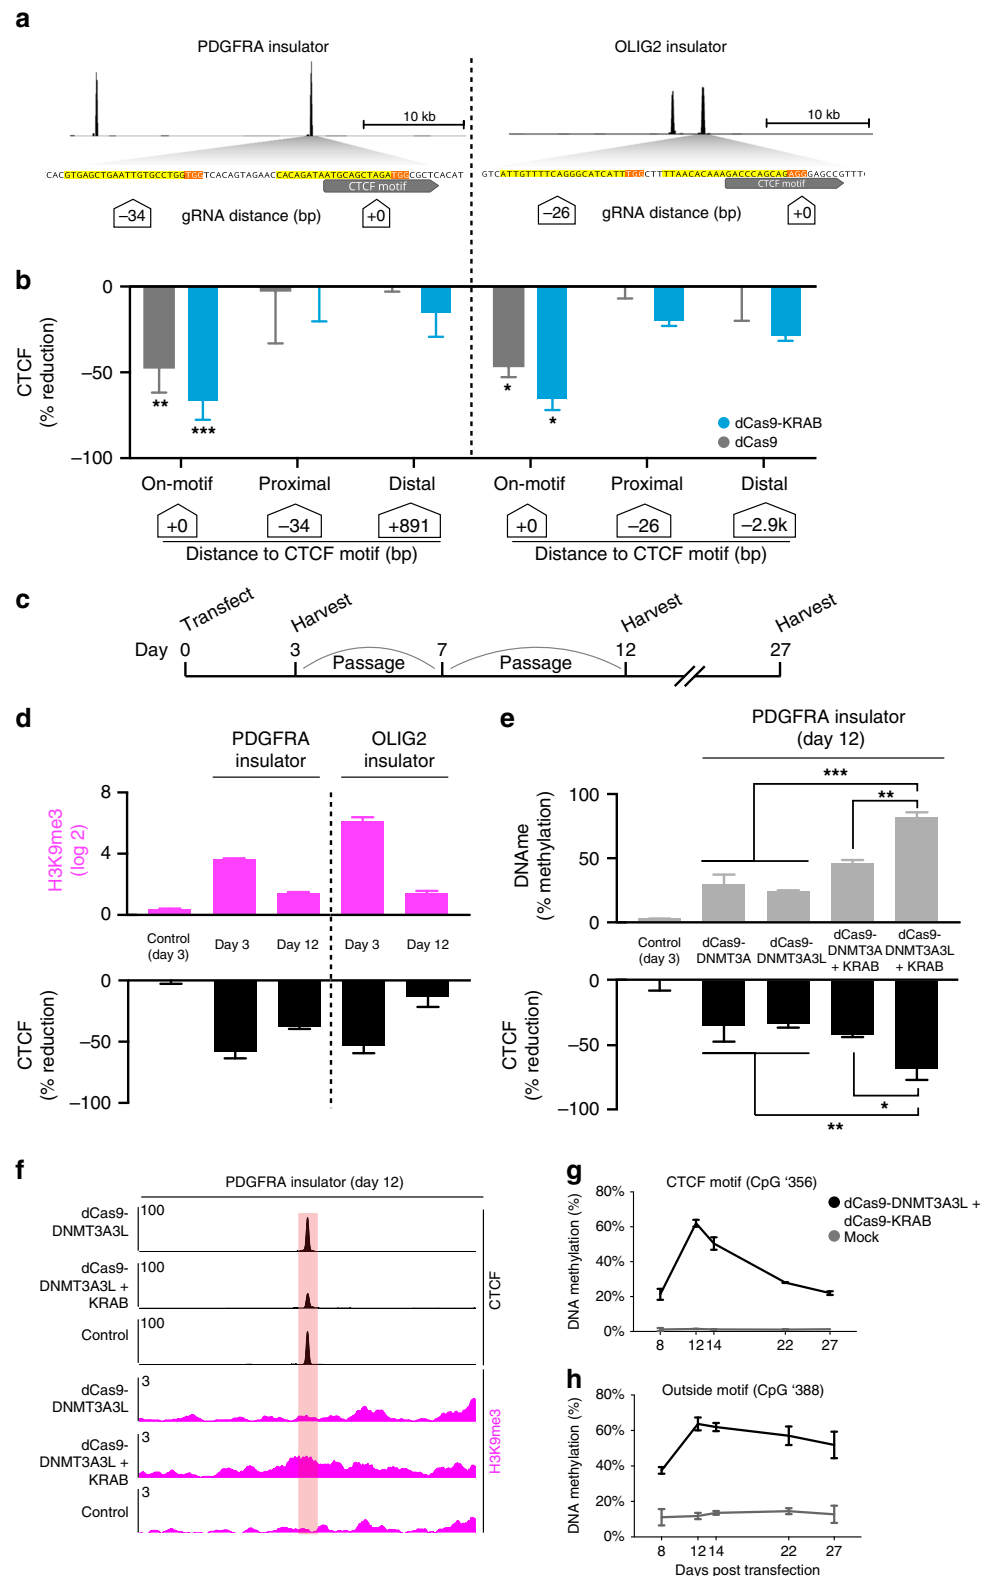 a
PDGFRA insulator
OLIG2 insulator
10 kb
10 kb
CACGTGAGCTGAATTGTGCCTGGTGGTCACAGTAGAACCACAGATAATGCAGCTAGATGGCGCTCACAT
CTCF motif
GTCATTGTTTTCAGGGCATCATTTTGGCTTTTAACACAAAGACCCAGCAGAGGGAGCCGTTT
CTCF motif
−34
gRNA distance (bp)
+0
−26
gRNA distance (bp)
+0
b
CTCF
(% reduction)
0
−50
−100
**
***
*
*
dCas9-KRAB
dCas9
On-motif
Proximal
Distal
On-motif
Proximal
Distal
+0
−34
+891
+0
−26
−2.9k
Distance to CTCF motif (bp)
Distance to CTCF motif (bp)
c
Transfect
Harvest
Harvest
Harvest
Day
0
3
7
12
27
Passage
Passage
d
PDGFRA
insulator
OLIG2
insulator
H3K9me3
(log 2)
8
4
0
Control
(day 3)
Day 3
Day 12
Day 3
Day 12
CTCF
(% reduction)
0
−50
−100
e
PDGFRA insulator
(day 12)
***
**
DNAme
(% methylation)
100
50
0
Control
(day 3)
dCas9-
DNMT3A
dCas9-
DNMT3A3L
dCas9-
DNMT3A
+ KRAB
dCas9-
DNMT3A3L
+ KRAB
CTCF
(% reduction)
0
−50
−100
*
**
f
PDGFRA insulator (day 12)
dCas9-
DNMT3A3L
100
dCas9-
DNMT3A3L +
KRAB
100
Control
100
CTCF
dCas9-
DNMT3A3L
3
dCas9-
DNMT3A3L +
KRAB
3
Control
3
H3K9me3
g
CTCF motif (CpG ‘356)
DNA methylation (%)
80%
60%
40%
20%
0%
8
12
14
22
27
dCas9-DNMT3A3L +
dCas9-KRAB
Mock
h
Outside motif (CpG ‘388)
DNA methylation (%)
80%
60%
40%
20%
0%
8
12
14
22
27
Days post transfection